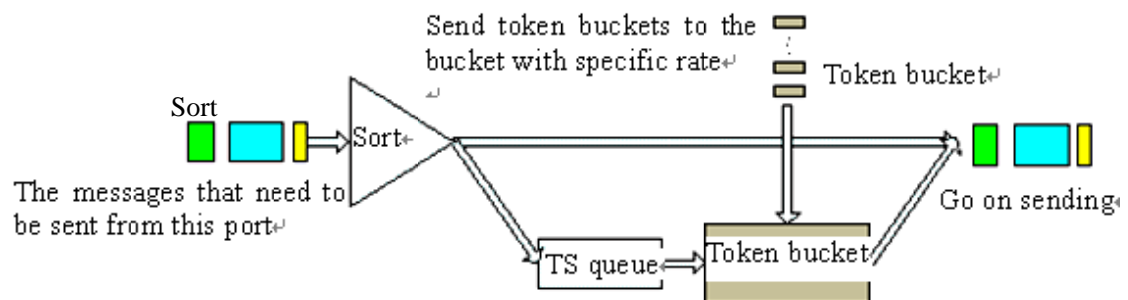 Send token buckets to the
bucket with specific rate↵
↵
Token bucket↵
Sort
Sort↵
The messages that need to
be sent from this port↵
Go on sending↵
TS queue↵
Token bucket↵